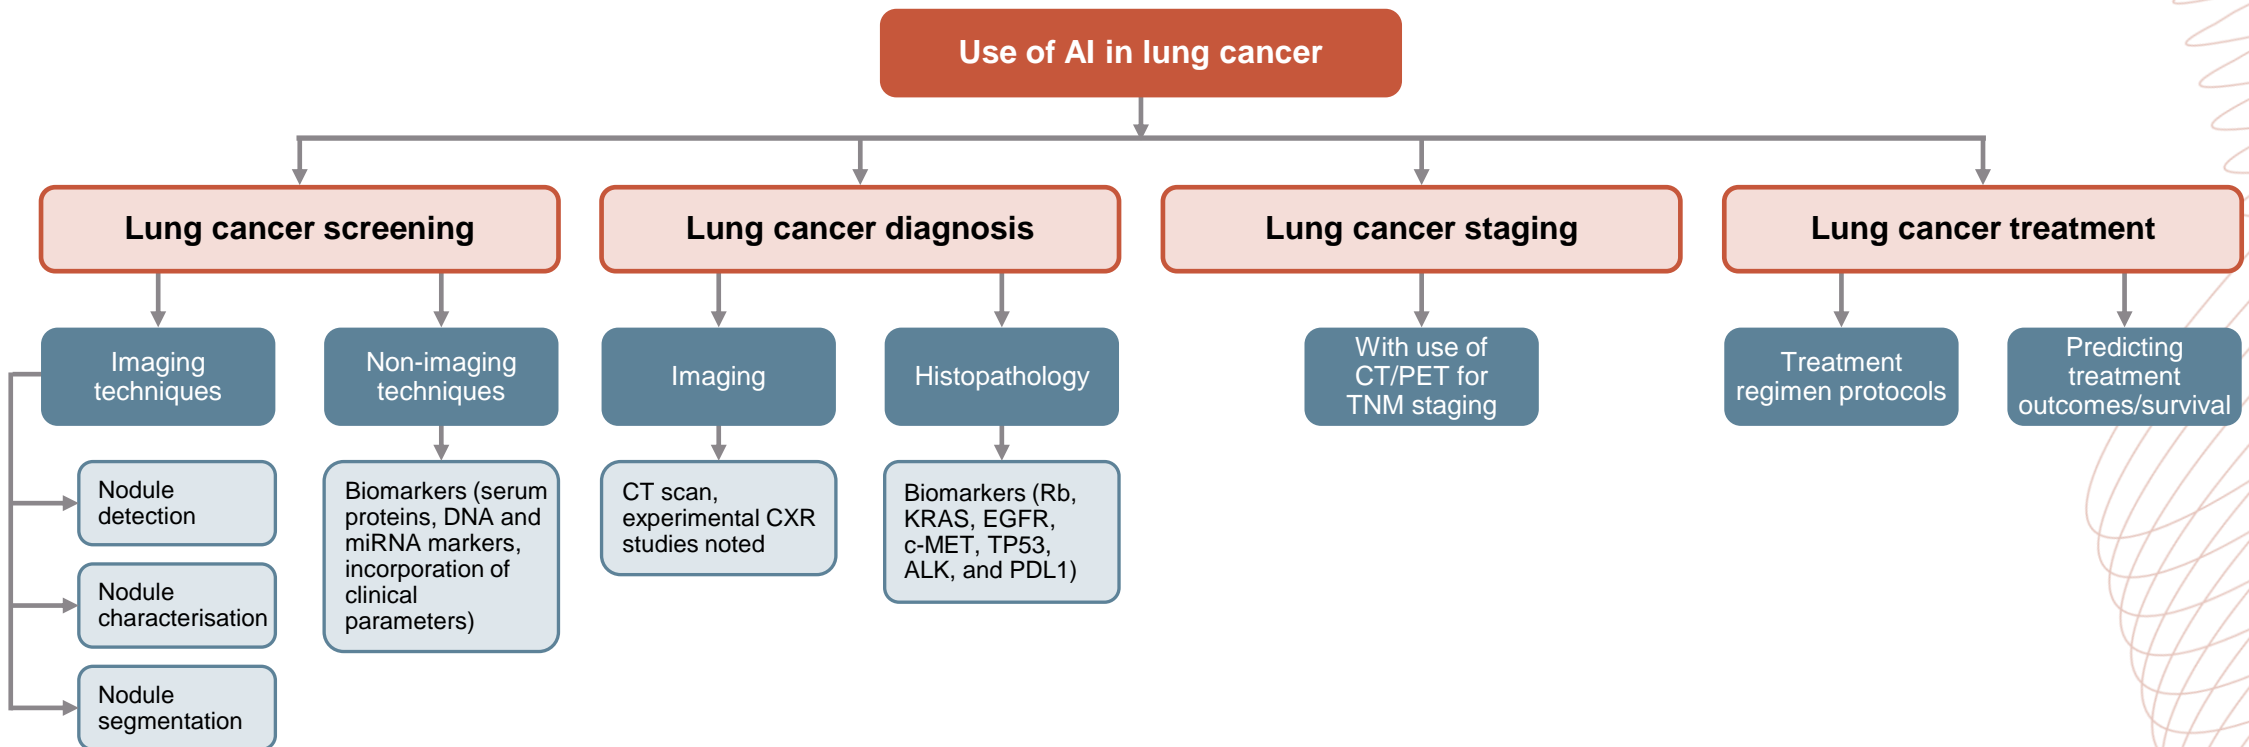 Use of AI in lung cancer
Lung cancer screening
Lung cancer diagnosis
Lung cancer staging
Lung cancer treatment
Imaging
techniques
Non-imaging
techniques
Imaging
Histopathology
With use of
CT/PET for
TNM staging
Treatment
regimen protocols
Predicting
treatment
outcomes/survival
Nodule
detection
Nodule
characterisation
Nodule
segmentation
Biomarkers (serum
proteins, DNA and
miRNA markers,
incorporation of
clinical
parameters)
CT scan,
experimental CXR
studies noted
Biomarkers (Rb,
KRAS, EGFR,
c-MET, TP53,
ALK, and PDL1)